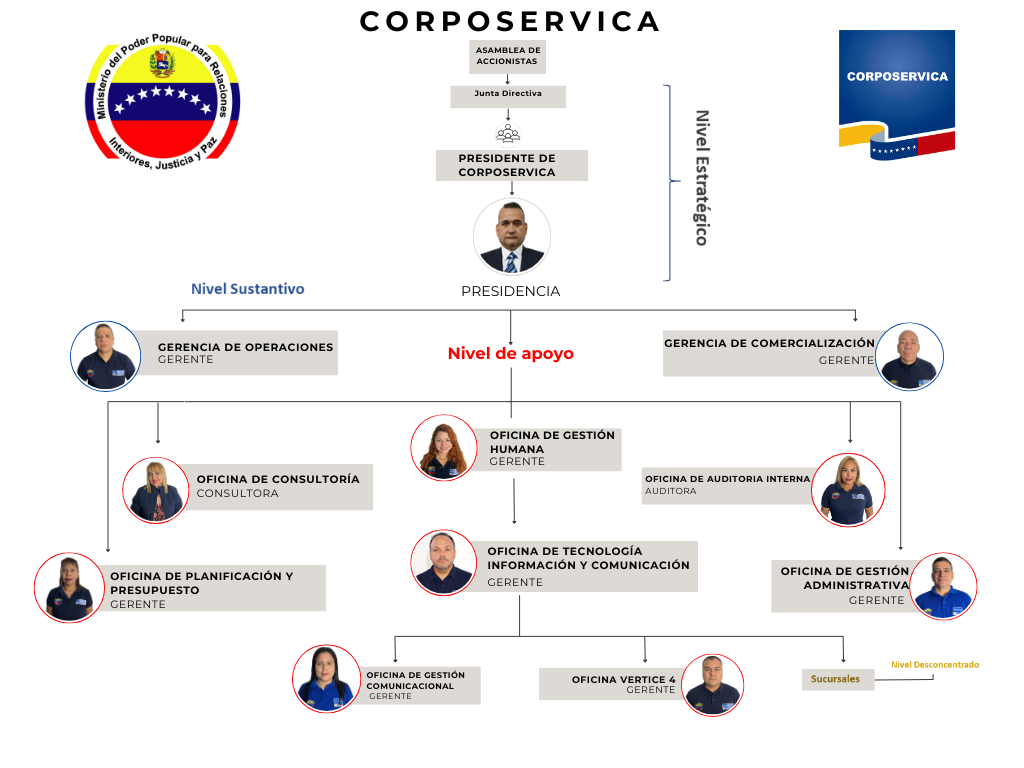 CORPOSERVICA
Ministerio del Poder Popular para Relaciones
Interiores, Justicia y Paz
ASAMBLEA DE
ACCIONISTAS
Junta Directiva
CORPOSERVICA
PRESIDENTE DE
CORPOSERVICA
Nivel Estratégico
PRESIDENCIA
Nivel Sustantivo
GERENCIA DE OPERACIONES
GERENTE
Nivel de apoyo
GERENCIA DE COMERCIALIZACIÓN
GERENTE
OFICINA DE GESTIÓN
HUMANA
GERENTE
OFICINA DE CONSULTORÍA
CONSULTORA
OFICINA DE AUDITORIA INTERNA
AUDITORA
OFICINA DE PLANIFICACIÓN Y
PRESUPUESTO
GERENTE
OFICINA DE TECNOLOGÍA
INFORMACIÓN Y COMUNICACIÓN
GERENTE
OFICINA DE GESTIÓN
ADMINISTRATIVA
GERENTE
OFICINA DE GESTIÓN
COMUNICACIONAL
GERENTE
OFICINA VERTICE 4
GERENTE
Sucursales
Nivel Desconcentrado